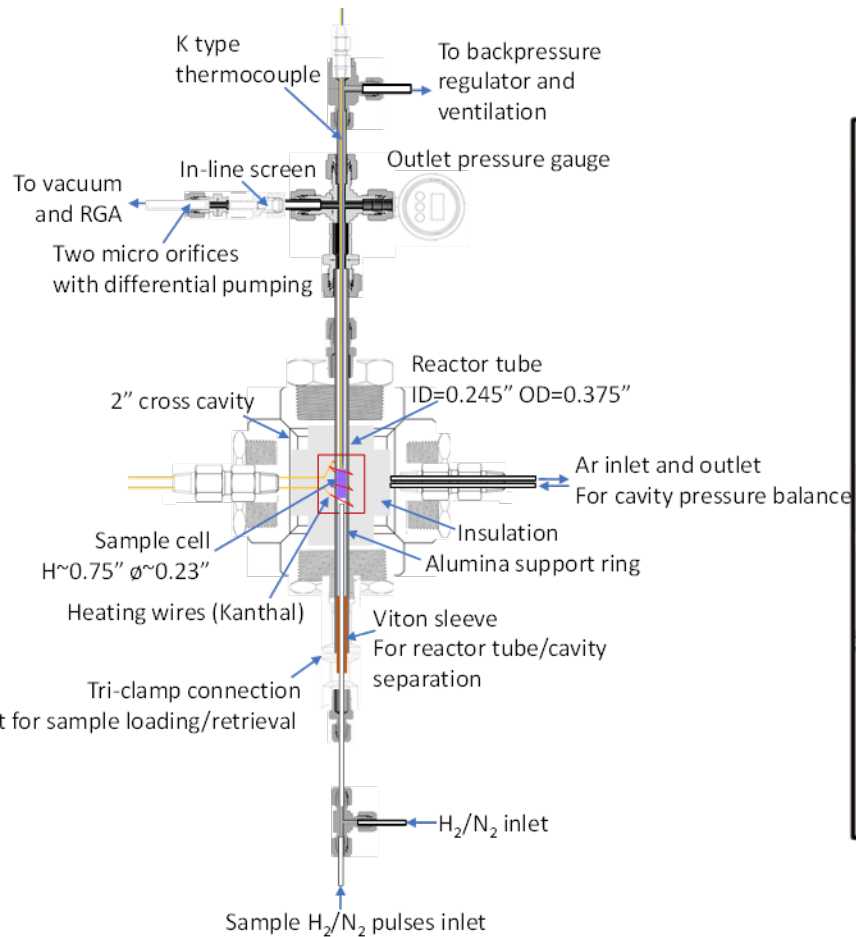 K type
thermocouple
To backpressure
regulator and
ventilation
In-line screen
Outlet pressure gauge
To vacuum
and RGA
Two micro orifices
with differential pumping
Reactor tube
ID=0.245” OD=0.375”
2” cross cavity
Ar inlet and outlet
For cavity pressure balance
Insulation
Sample cell
H~0.75” ø~0.23”
Alumina support ring
Heating wires (Kanthal)
Viton sleeve
For reactor tube/cavity
separation
Tri-clamp connection
for sample loading/retrieval
H₂/N₂ inlet
Sample H₂/N₂ pulses inlet